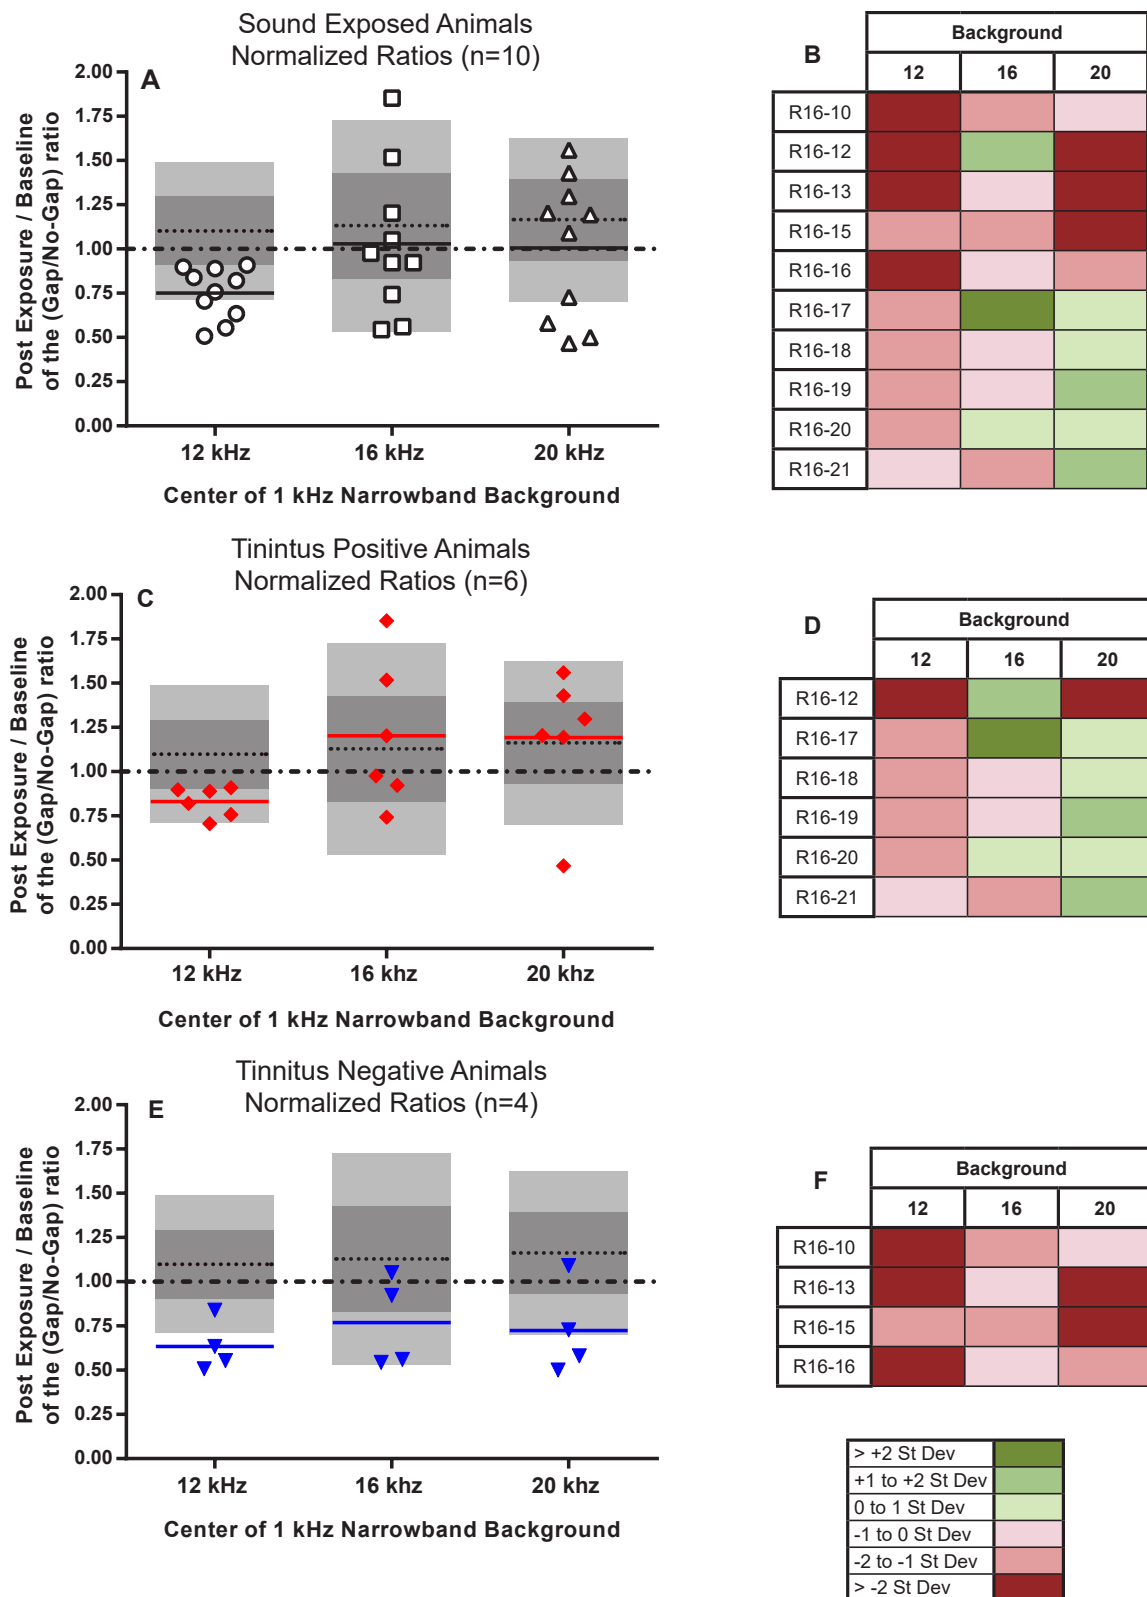 Sound Exposed Animals
Normalized Ratios (n=10)
A
Post Exposure / Baseline
of the (Gap/No-Gap) ratio
2.00
1.75
1.50
1.25
1.00
0.75
0.50
0.25
0.00
12 kHz 16 kHz 20 kHz
Center of 1 kHz Narrowband Background
B
Background
12 16 20
R16-10
R16-12
R16-13
R16-15
R16-16
R16-17
R16-18
R16-19
R16-20
R16-21
Tinintus Positive Animals
Normalized Ratios (n=6)
C
Post Exposure / Baseline
of the (Gap/No-Gap) ratio
2.00
1.75
1.50
1.25
1.00
0.75
0.50
0.25
0.00
12 kHz 16 khz 20 khz
Center of 1 kHz Narrowband Background
D
Background
12 16 20
R16-12
R16-17
R16-18
R16-19
R16-20
R16-21
Tinnitus Negative Animals
Normalized Ratios (n=4)
E
Post Exposure / Baseline
of the (Gap/No-Gap) ratio
2.00
1.75
1.50
1.25
1.00
0.75
0.50
0.25
0.00
12 kHz 16 khz 20 khz
Center of 1 kHz Narrowband Background
F
Background
12 16 20
R16-10
R16-13
R16-15
R16-16
> +2 St Dev
+1 to +2 St Dev
0 to 1 St Dev
-1 to 0 St Dev
-2 to -1 St Dev
> -2 St Dev